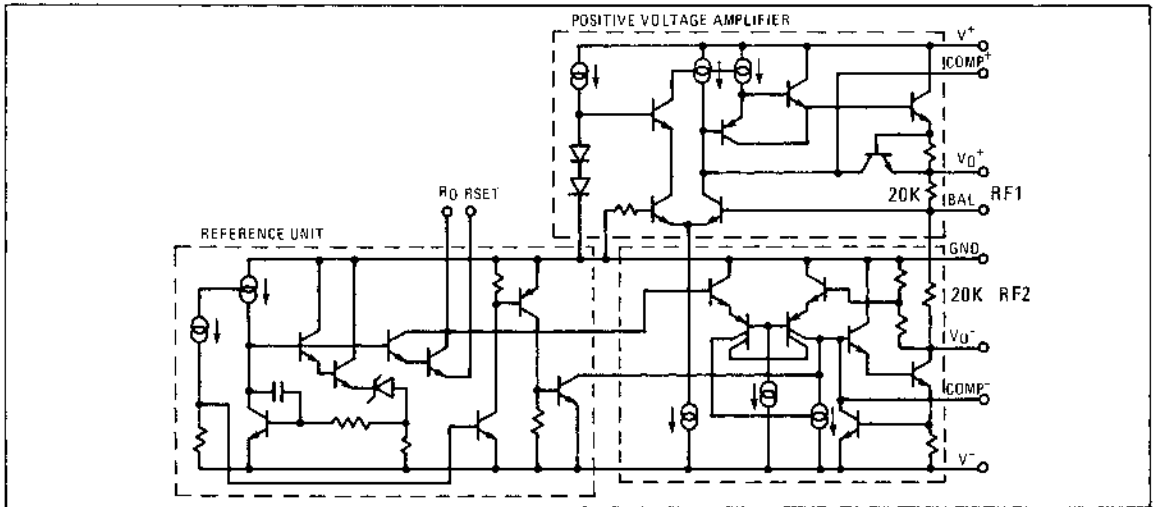 POSITIVE VOLTAGE AMPLIFIER
V+
COMP+
VO+
20K RF1
BAL
RO RSET
REFERENCE UNIT
GND
20K RF2
VO-
COMP-
V-